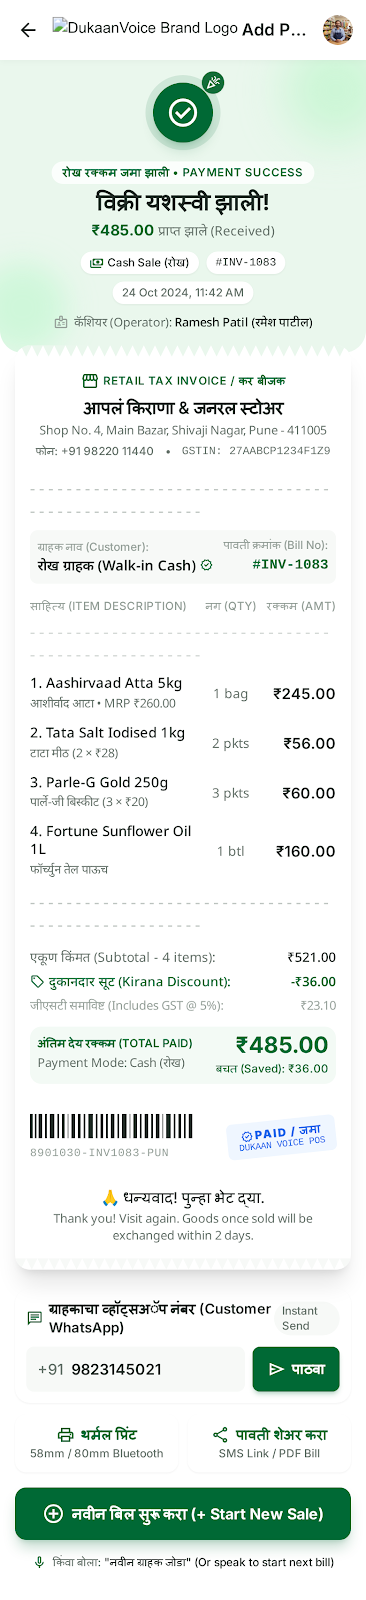 DukaanVoice Brand Logo Add P...
रोख रक्कम जमा झाली • PAYMENT SUCCESS
विक्री यशस्वी झाली!
₹485.00 प्राप्त झाले (Received)
Cash Sale (रोख) #INV-1083
24 Oct 2024, 11:42 AM
कॅशियर (Operator): Ramesh Patil (रमेश पाटील)
RETAIL TAX INVOICE / कर बीजक
आपलं किराणा & जनरल स्टोअर
Shop No. 4, Main Bazar, Shivaji Nagar, Pune - 411005
फोन: +91 98220 11440 • GSTIN: 27AABCP1234F1Z9
ग्राहक नाव (Customer): पावती क्रमांक (Bill No):
रोख ग्राहक (Walk-in Cash) #INV-1083
साहित्य (ITEM DESCRIPTION) नग (QTY) रक्कम (AMT)
1. Aashirvaad Atta 5kg 1 bag ₹245.00
आशीर्वाद आटा • MRP ₹260.00
2. Tata Salt Iodised 1kg 2 pkts ₹56.00
टाटा मीठ (2 × ₹28)
3. Parle-G Gold 250g 3 pkts ₹60.00
पार्ले-जी बिस्कीट (3 × ₹20)
4. Fortune Sunflower Oil
1L 1 btl ₹160.00
फॉर्च्युन तेल पाऊच
एकूण किंमत (Subtotal - 4 items): ₹521.00
दुकानदार सूट (Kirana Discount): -₹36.00
जीएसटी समाविष्ट (Includes GST @ 5%): ₹23.10
अंतिम देय रक्कम (TOTAL PAID) ₹485.00
Payment Mode: Cash (रोख) बचत (Saved): ₹36.00
PAID / जमा
DUKAAN VOICE POS
8901030-INV1083-PUN
🙏 धन्यवाद! पुन्हा भेट द्या.
Thank you! Visit again. Goods once sold will be
exchanged within 2 days.
ग्राहकाचा व्हॉट्सअॅप नंबर (Customer
WhatsApp)
Instant
Send
+91 9823145021 पाठवा
थर्मल प्रिंट
58mm / 80mm Bluetooth
पावती शेअर करा
SMS Link / PDF Bill
नवीन बिल सुरू करा (+ Start New Sale)
किंवा बोला: "नवीन ग्राहक जोडा" (Or speak to start next bill)